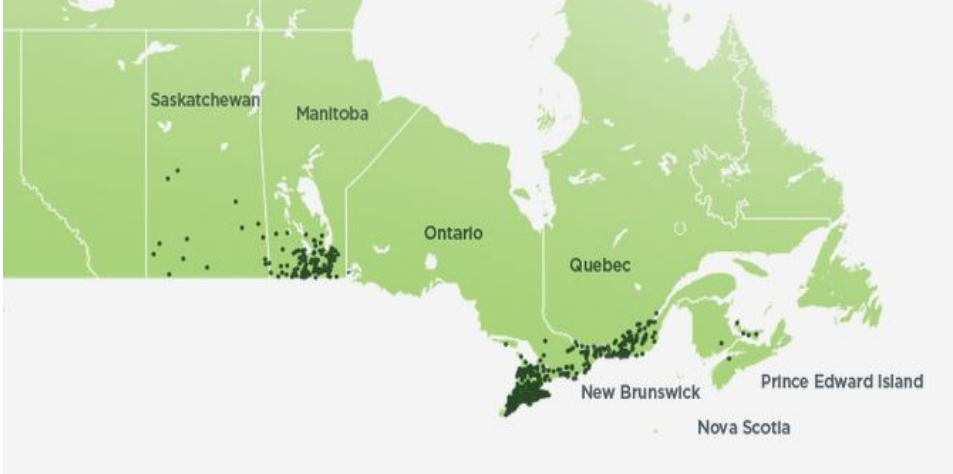 Saskatchewan
Manitoba
Ontario
Quebec
New Brunswick
Prince Edward Island
Nova Scotia